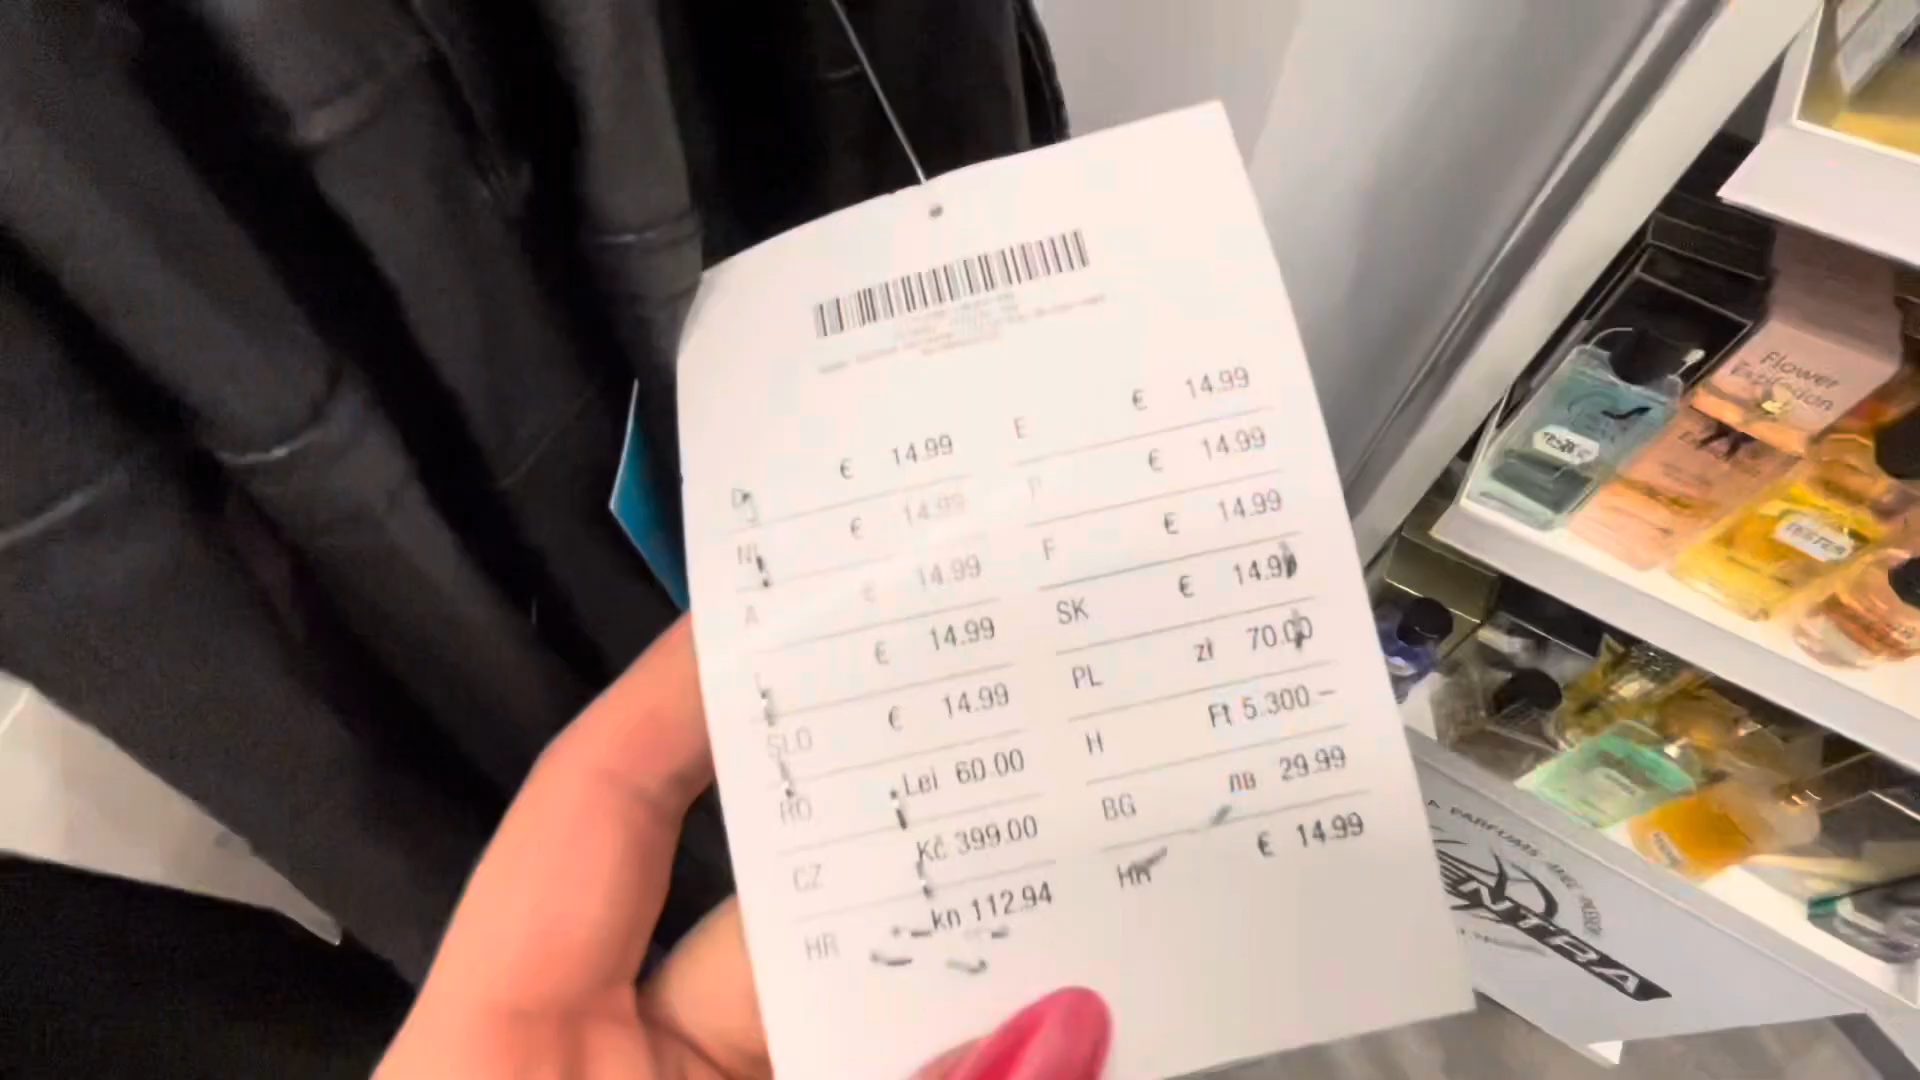 € 14.99
NL € 14.99
A € 14.99
L € 14.99
SLO € 14.99
RO Lei 60.00
CZ Kč 399.00
HR kn 112.94
E € 14.99
P € 14.99
F € 14.99
SK € 14.99
PL zł 70.00
H Ft 5.300 –
BG лв 29.99
HR € 14.99
Flower
Explosion
TESTER
TESTER